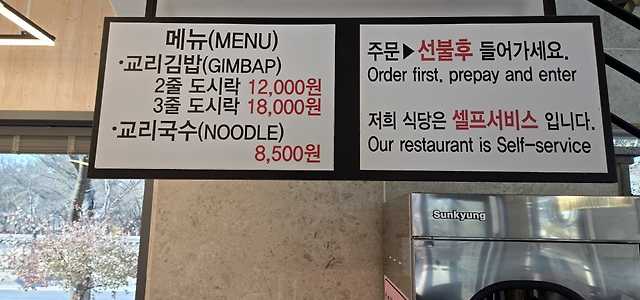 메뉴(MENU)
·교리김밥(GIMBAP)
2줄 도시락 12,000원
3줄 도시락 18,000원
·교리국수(NOODLE)
8,500원
주문▶선불후 들어가세요.
Order first, prepay and enter
저희 식당은 셀프서비스 입니다.
Our restaurant is Self-service
Sunkyung